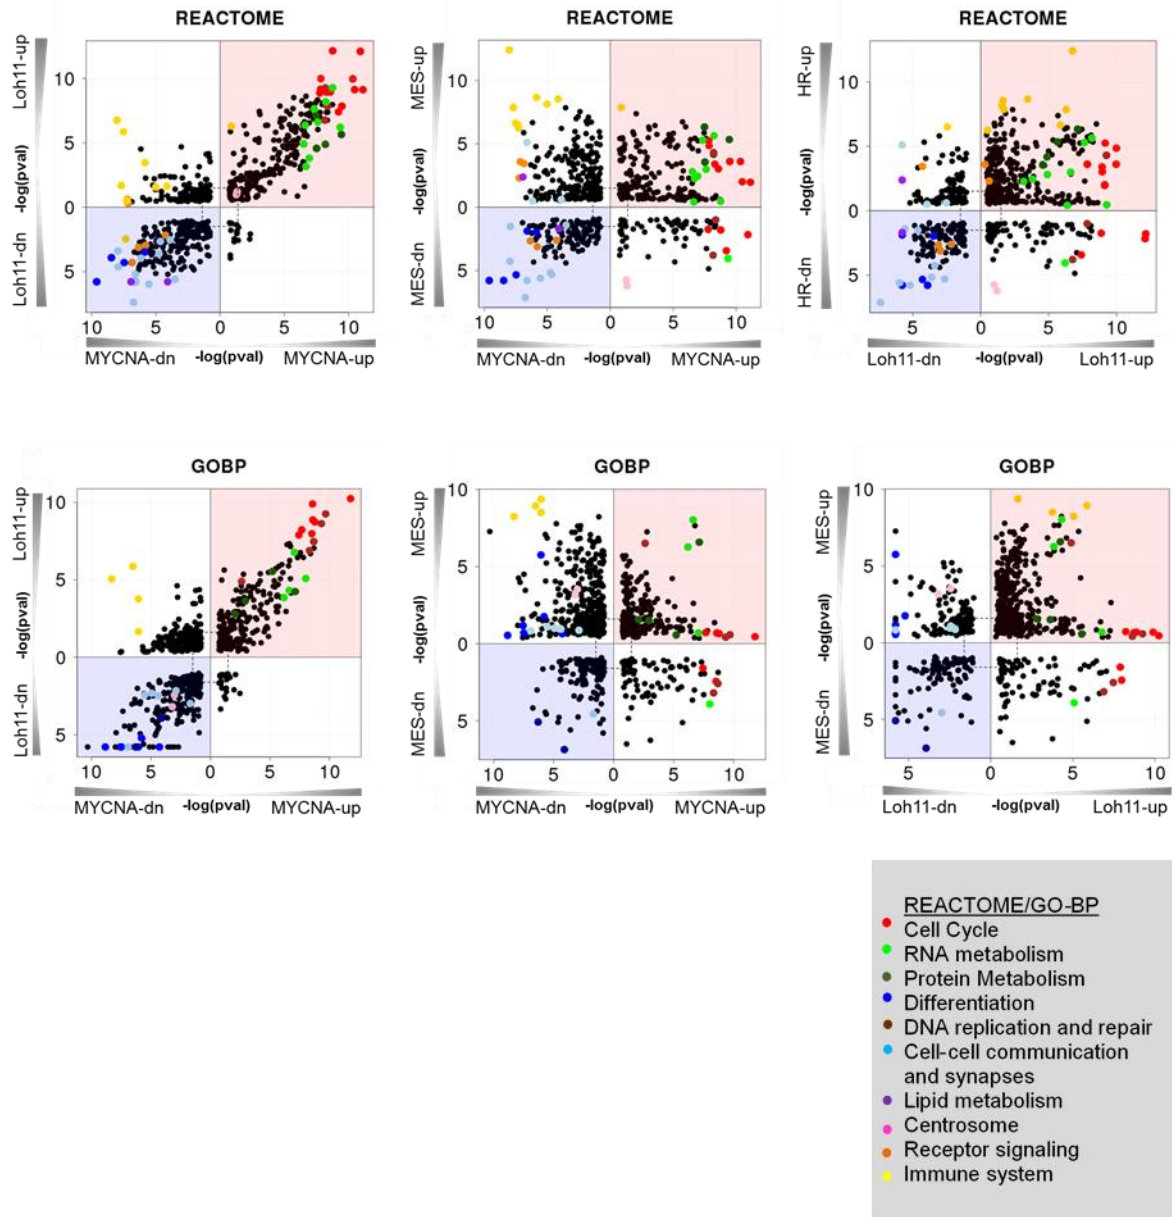 REACTOME
Loh11-up
-log(pval)
Loh11-dn
10
5
0
5
10 5 0 5 10
MYCNA-dn -log(pval) MYCNA-up
REACTOME
MES-up
-log(pval)
MES-dn
10
5
0
5
10 5 0 5 10
MYCNA-dn -log(pval) MYCNA-up
REACTOME
HR-up
-log(pval)
HR-dn
10
5
0
5
5 0 5 10
Loh11-dn -log(pval) Loh11-up
GOBP
Loh11-up
-log(pval)
Loh11-dn
10
5
0
5
10 5 0 5 10
MYCNA-dn -log(pval) MYCNA-up
GOBP
MES-up
-log(pval)
MES-dn
10
5
0
5
10 5 0 5 10
MYCNA-dn -log(pval) MYCNA-up
GOBP
MES-up
-log(pval)
MES-dn
10
5
0
5
5 0 5 10
Loh11-dn -log(pval) Loh11-up
REACTOME/GO-BP
Cell Cycle
RNA metabolism
Protein Metabolism
Differentiation
DNA replication and repair
Cell-cell communication
and synapses
Lipid metabolism
Centrosome
Receptor signaling
Immune system